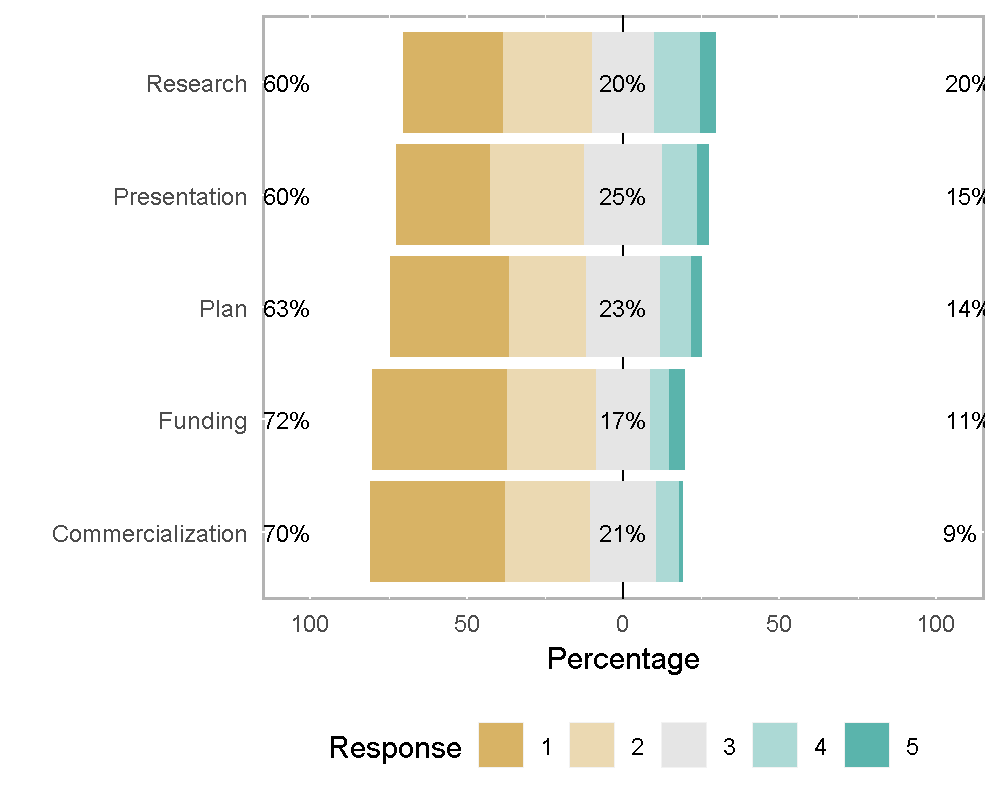 Research 60% 20% 20%
Presentation 60% 25% 15%
Plan 63% 23% 14%
Funding 72% 17% 11%
Commercialization 70% 21% 9%
100 50 0 50 100
Percentage
Response 1 2 3 4 5